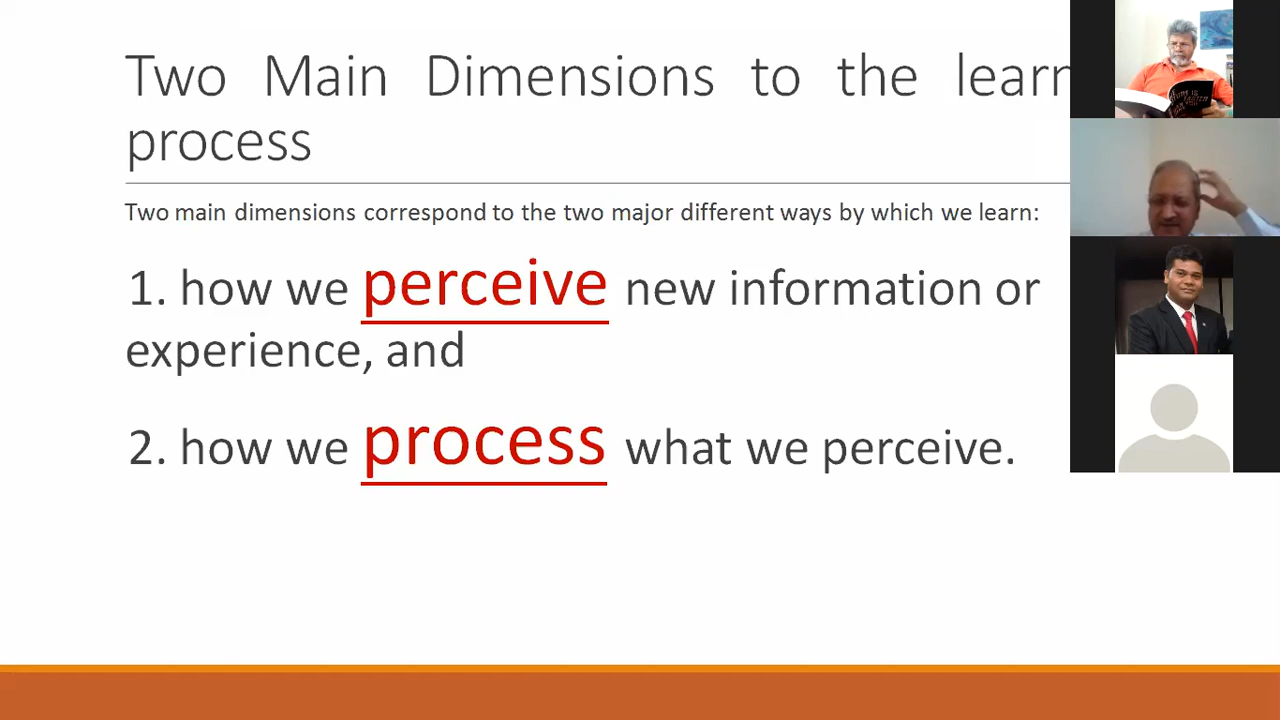 Two Main Dimensions to the learn
process
Two main dimensions correspond to the two major different ways by which we learn:
1. how we perceive new information or
experience, and
2. how we process what we perceive.